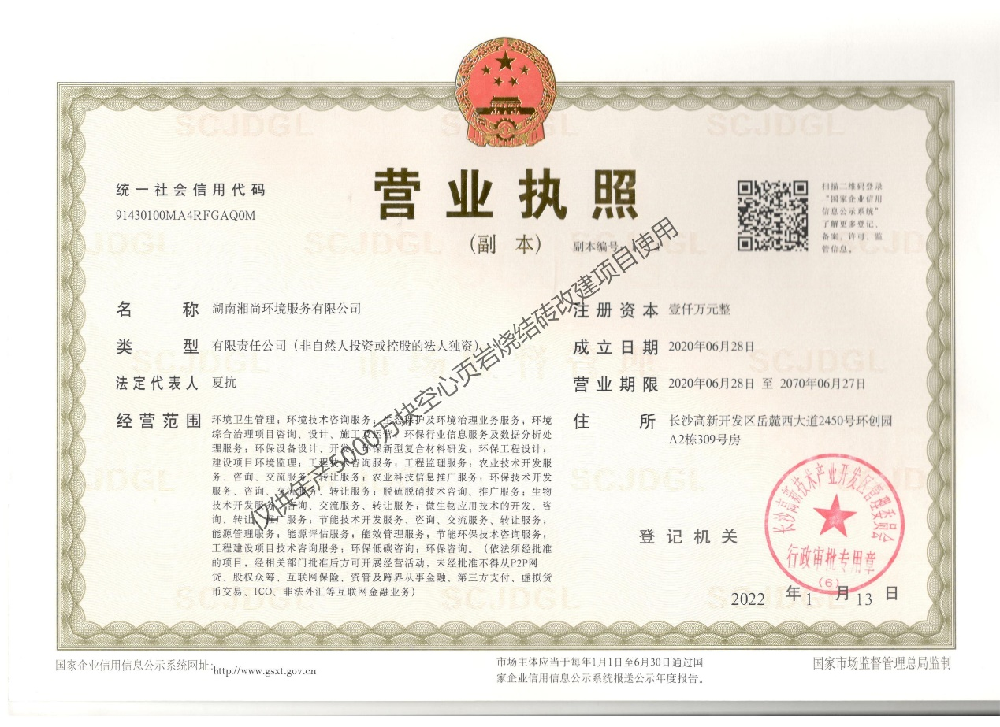 统一社会信用代码
91430100MA4RFGAQ0M
营业执照
(副 本)
副本编号：
扫描二维码登录
“国家企业信用
信息公示系统”
了解更多登记、
备案、许可、监
管信息。
名 称 湖南湘尚环境服务有限公司
类 型 有限责任公司（非自然人投资或控股的法人独资）
法定代表人 夏抗
经营范围 环境卫生管理；环境技术咨询服务；生态保护及环境治理业务服务；环境
综合治理项目咨询、设计、施工及运营；环保行业信息服务及数据分析处
理服务；环保设备设计、开发；环保新型复合材料研发；环保工程设计；
建设项目环境监理；工程技术咨询服务；工程监理服务；农业技术开发服
务、咨询、交流服务、转让服务；农业科技信息推广服务；环保技术开发
服务、咨询、交流服务、转让服务；脱硫脱硝技术咨询、推广服务；生物
技术开发服务、咨询、交流服务、转让服务；微生物应用技术的开发、咨
询、转让、推广服务；节能技术开发服务、咨询、交流服务、转让服务；
能源管理服务；能源评估服务；能效管理服务；节能环保技术咨询服务；
工程建设项目技术咨询服务；环保低碳咨询；环保咨询。（依法须经批准
的项目，经相关部门批准后方可开展经营活动，未经批准不得从P2P网
贷、股权众筹、互联网保险、资管及跨界从事金融、第三方支付、虚拟货
币交易、ICO、非法外汇等互联网金融业务）
注册资本 壹仟万元整
成立日期 2020年06月28日
营业期限 2020年06月28日 至 2070年06月27日
住 所 长沙高新开发区岳麓西大道2450号环创园
A2栋309号房
仅供年产5000万块空心页岩烧结砖改建项目使用
登记机关
长沙高新技术产业开发区管理委员会
行政审批专用章
(6)
2022 年 1 月 13 日
国家企业信用信息公示系统网址：http://www.gsxt.gov.cn
市场主体应当于每年1月1日至6月30日通过国
家企业信用信息公示系统报送公示年度报告。
国家市场监督管理总局监制